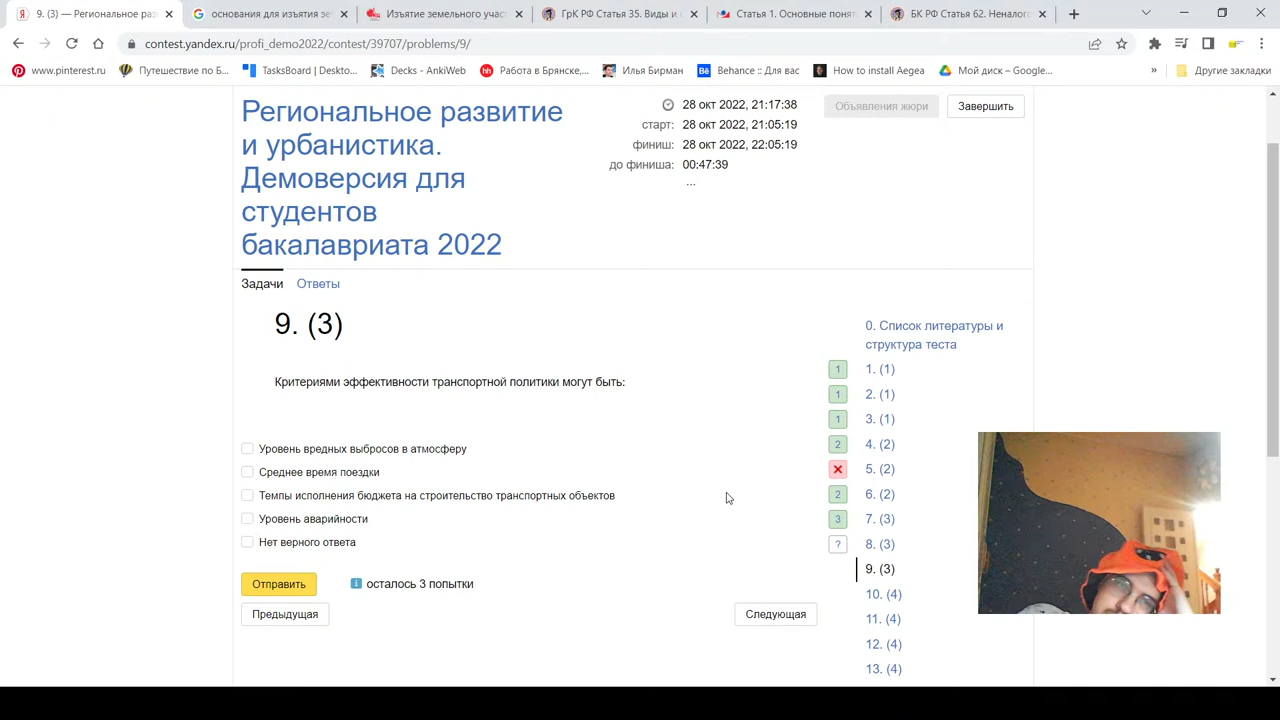 9. (3) — Региональное раз
основания для изъятия зе
Изъятие земельного учас
ГрК РФ Статья 35. Виды и
Статья 1. Основные понят
БК РФ Статья 62. Неналог
contest.yandex.ru/profi_demo2022/contest/39707/problems/9/
www.pinterest.ru
Путешествие по Б...
TasksBoard | Deskto...
Decks - AnkiWeb
Работа в Брянске,...
Илья Бирман
Behance :: Для вас
How to install Aegea
Мой диск – Google...
»
Другие закладки
Региональное развитие
и урбанистика.
Демоверсия для
студентов
бакалавриата 2022
28 окт 2022, 21:17:38
старт: 28 окт 2022, 21:05:19
финиш: 28 окт 2022, 22:05:19
до финиша: 00:47:39
...
Объявления жюри
Завершить
Задачи
Ответы
9. (3)
Критериями эффективности транспортной политики могут быть:
Уровень вредных выбросов в атмосферу
Среднее время поездки
Темпы исполнения бюджета на строительство транспортных объектов
Уровень аварийности
Нет верного ответа
Отправить
осталось 3 попытки
Предыдущая
Следующая
0. Список литературы и
структура теста
1 1. (1)
1 2. (1)
1 3. (1)
2 4. (2)
5. (2)
2 6. (2)
3 7. (3)
? 8. (3)
9. (3)
10. (4)
11. (4)
12. (4)
13. (4)